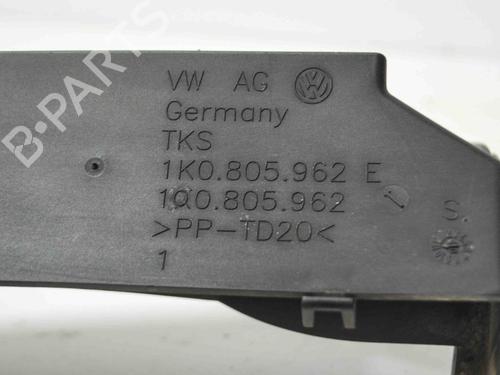 VW AG
Germany
TKS
1K0.805.962 E
1Q0.805.962
>PP-TD20<
1
S.
B-PARTS